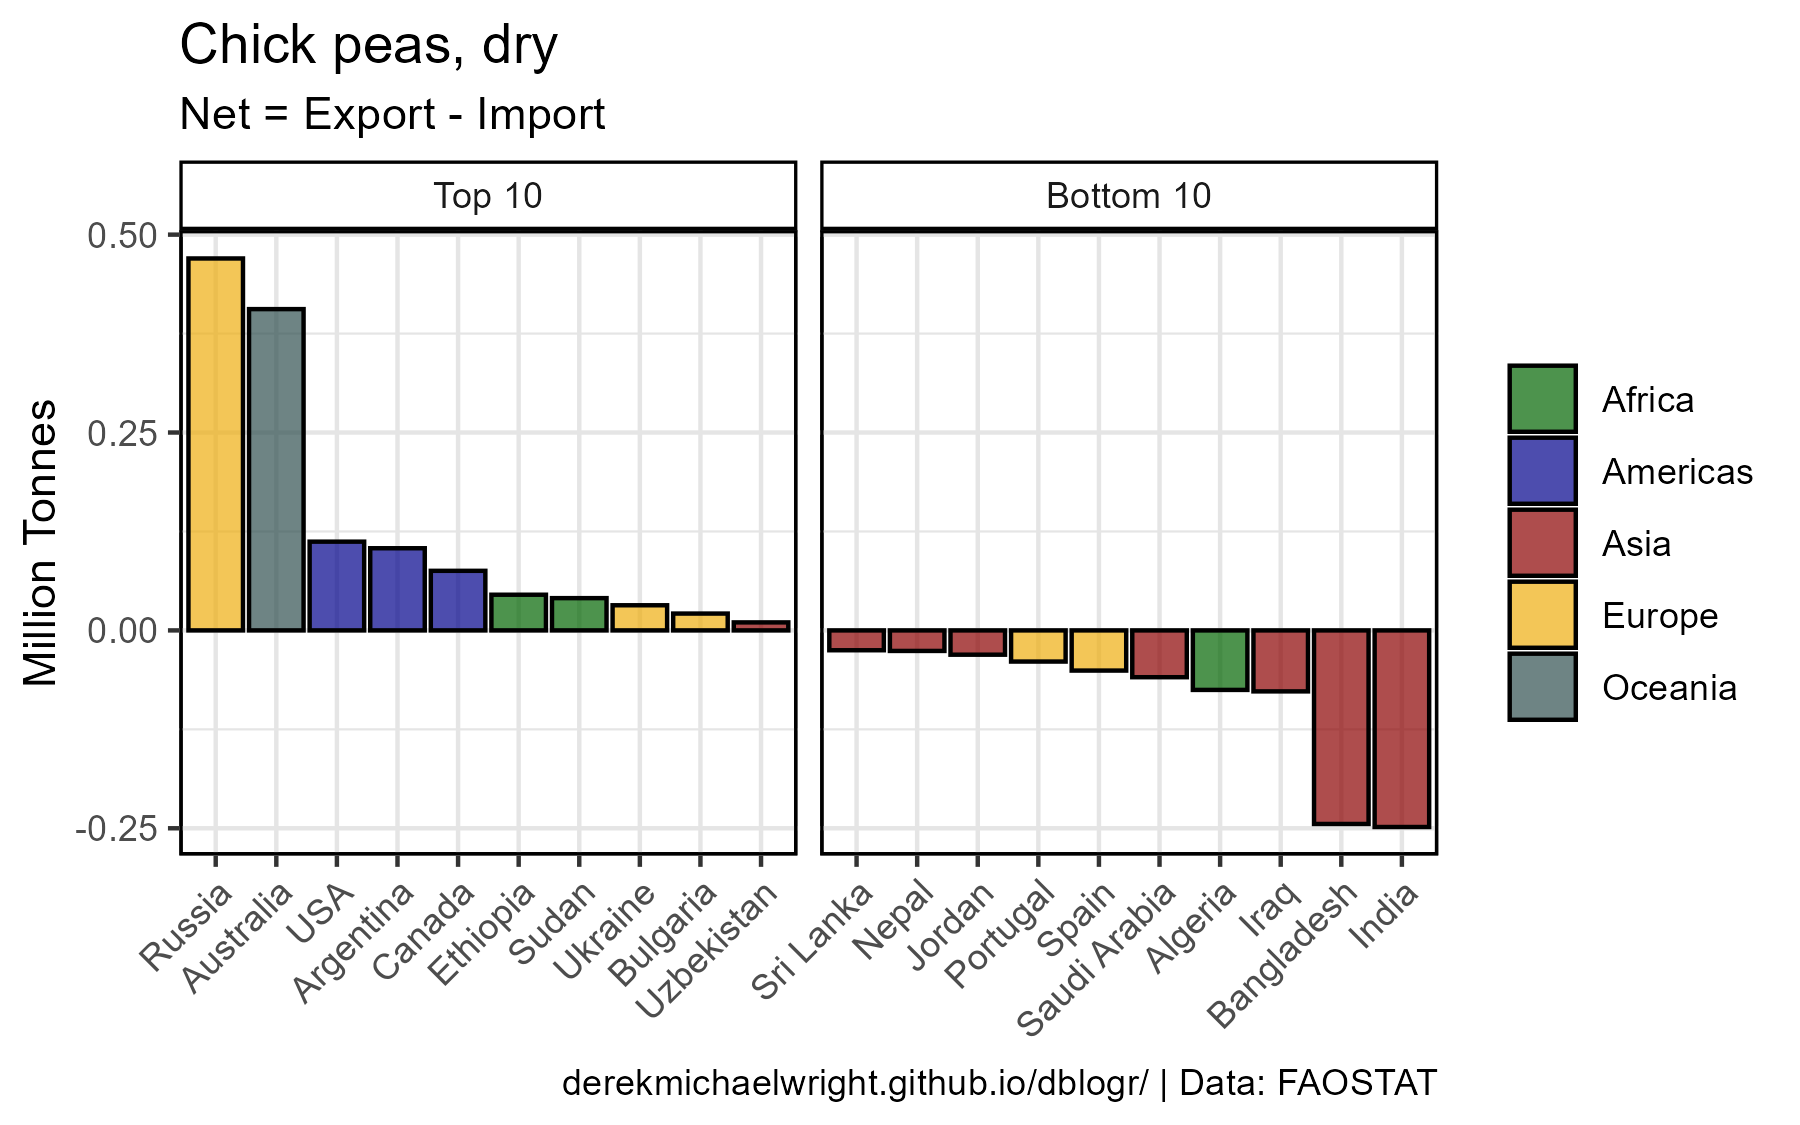 Chick peas, dry
Net = Export - Import
Top 10
Bottom 10
Million Tonnes
0.50
0.25
0.00
-0.25
Russia
Australia
USA
Argentina
Canada
Ethiopia
Sudan
Ukraine
Bulgaria
Uzbekistan
Sri Lanka
Nepal
Jordan
Portugal
Spain
Saudi Arabia
Algeria
Iraq
Bangladesh
India
Africa
Americas
Asia
Europe
Oceania
derekmichaelwright.github.io/dblogr/ | Data: FAOSTAT